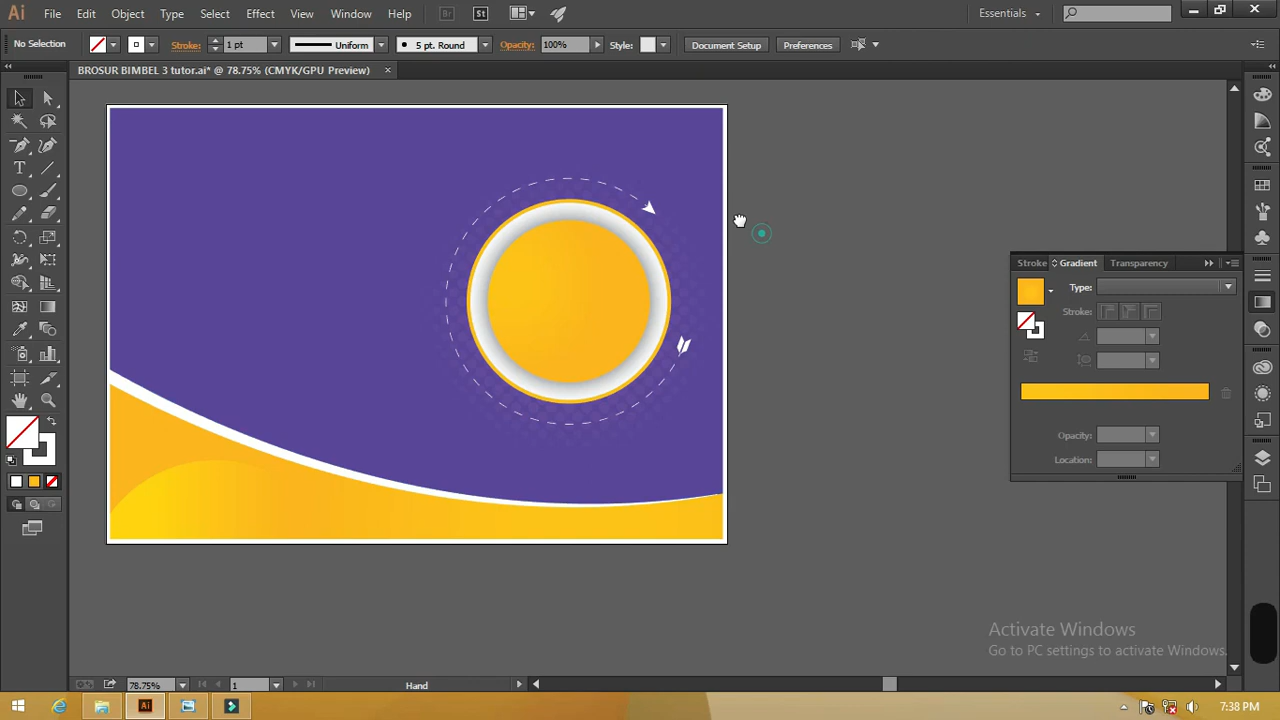 Ai File Edit Object Type Select Effect View Window Help Br St Essentials
No Selection Stroke: 1 pt Uniform 5 pt. Round Opacity: 100% Style: Document Setup Preferences
BROSUR BIMBEL 3 tutor.ai* @ 78.75% (CMYK/GPU Preview) ×
Stroke Gradient Transparency
Type:
Stroke:
Opacity:
Location:
Activate Windows
Go to PC settings to activate Windows.
78.75% 1 Hand
Ai 7:38 PM